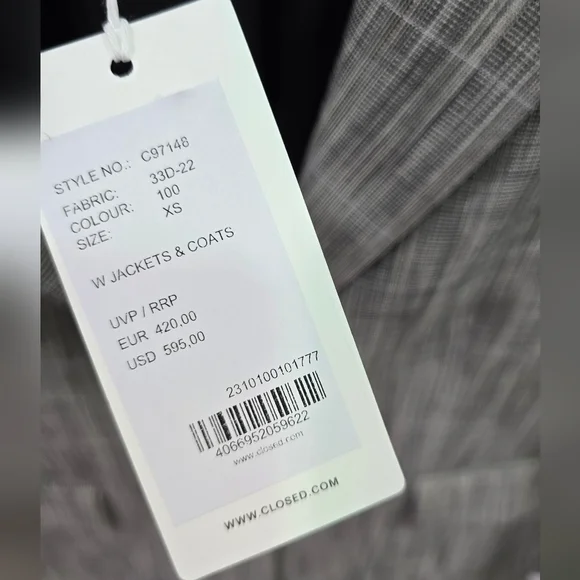 STYLE NO.: C97148
FABRIC: 33D-22
COLOUR: 100
SIZE: XS
W JACKETS & COATS
UVP / RRP
EUR 420,00
USD 595,00
2310100101777
4066952059622
www.closed.com
WWW.CLOSED.COM